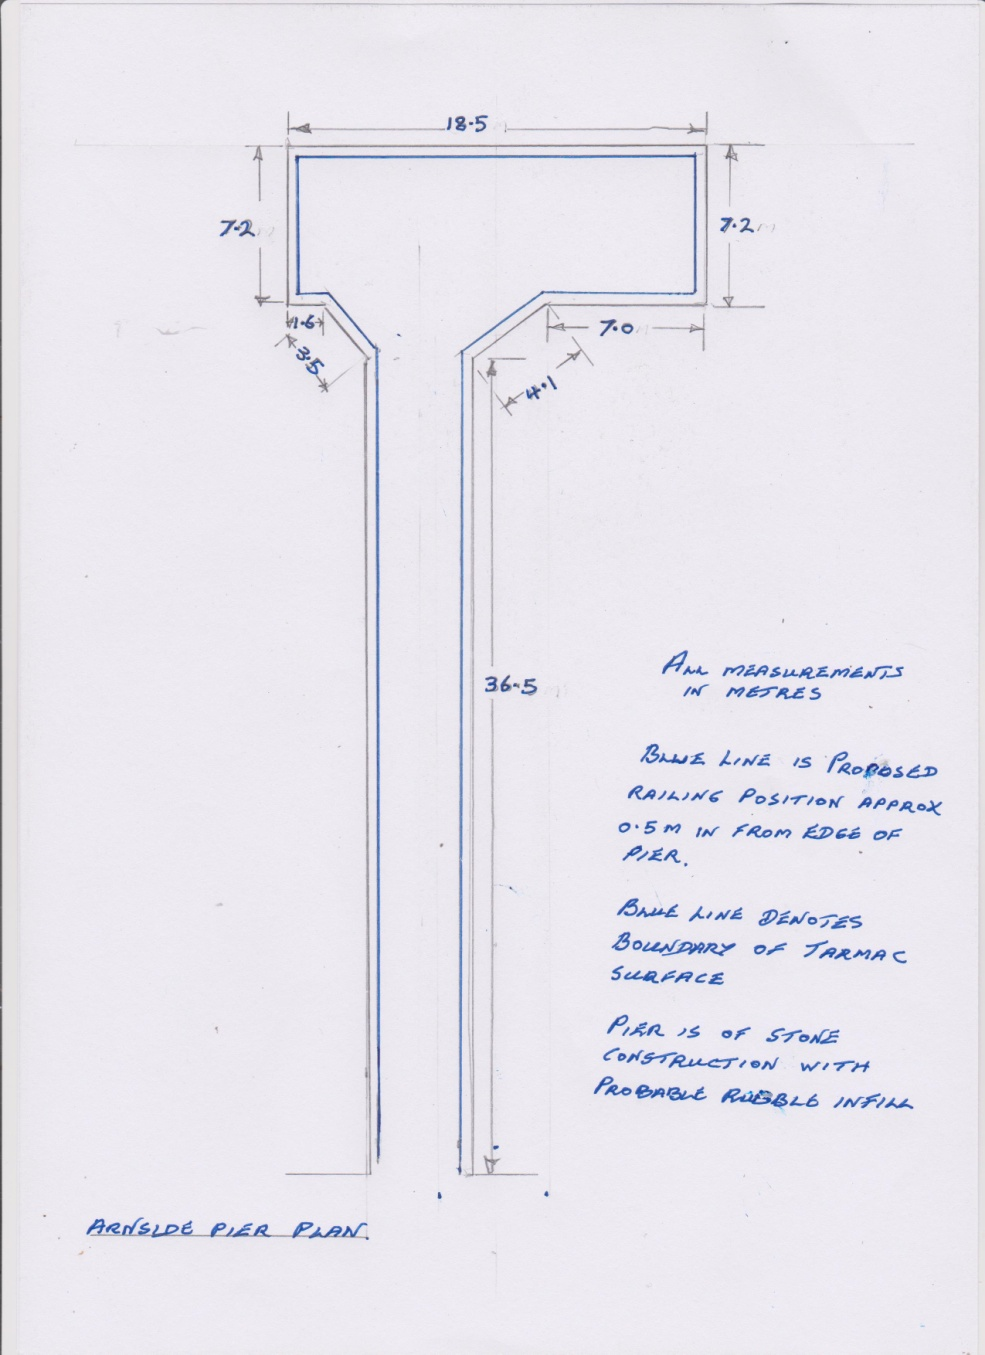 18.5
7.2
7.2
1.6
7.0
3.5
4.1
36.5
ALL MEASUREMENTS
IN METRES
BLUE LINE IS PROPOSED
RAILING POSITION APPROX
0.5M IN FROM EDGE OF
PIER.
BLUE LINE DENOTES
BOUNDARY OF TARMAC
SURFACE
PIER IS OF STONE
CONSTRUCTION WITH
PROBABLE RUBBLE INFILL
ARNSIDE PIER PLAN.